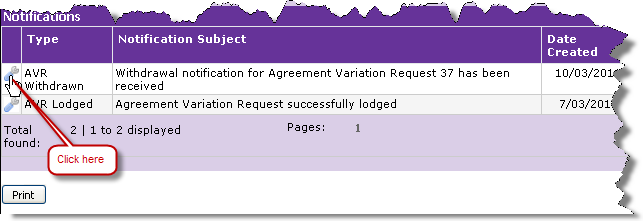 Notifications
Type Notification Subject Date
Created
AVR Withdrawal notification for Agreement Variation Request 37 has been 10/03/201
Withdrawn received
AVR Lodged Agreement Variation Request successfully lodged 7/03/201
Total 2 | 1 to 2 displayed Pages: 1
found:
Click here
Print